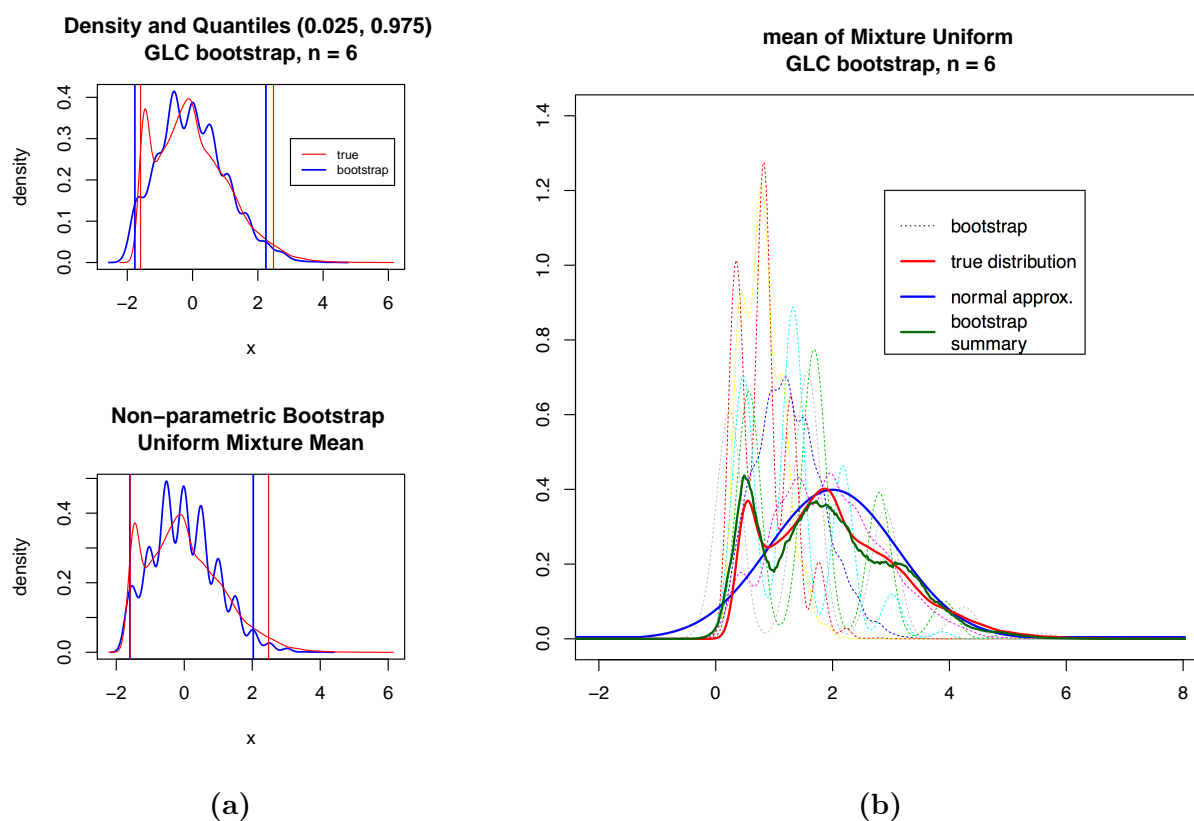 Density and Quantiles (0.025, 0.975)
GLC bootstrap, n = 6
density
0.0 0.1 0.2 0.3 0.4
true
bootstrap
−2 0 2 4 6
x
Non−parametric Bootstrap
Uniform Mixture Mean
density
0.0 0.2 0.4
−2 0 2 4 6
x
(a)
mean of Mixture Uniform
GLC bootstrap, n = 6
0.0 0.2 0.4 0.6 0.8 1.0 1.2 1.4
bootstrap
true distribution
normal approx.
bootstrap
summary
−2 0 2 4 6 8
(b)